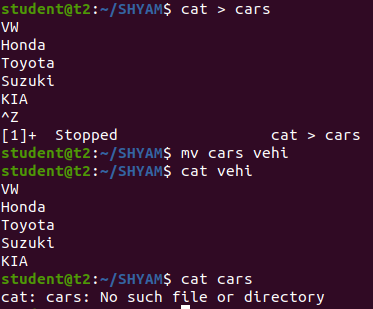 student@t2:~/SHYAM$ cat > cars
VW
Honda
Toyota
Suzuki
KIA
^Z
[1]+  Stopped                 cat > cars
student@t2:~/SHYAM$ mv cars vehi
student@t2:~/SHYAM$ cat vehi
VW
Honda
Toyota
Suzuki
KIA
student@t2:~/SHYAM$ cat cars
cat: cars: No such file or directory